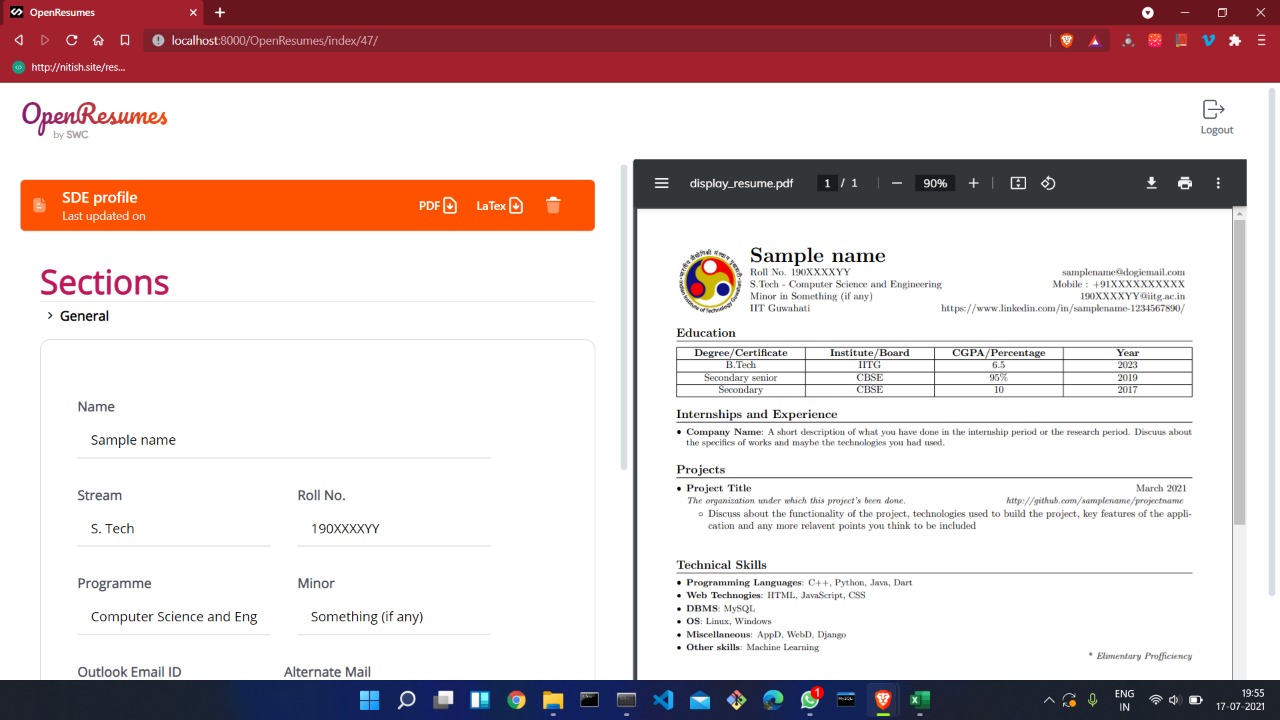 OpenResumes
localhost:8000/OpenResumes/index/47/
http://nitish.site/res...
OpenResumes
by SWC
Logout
SDE profile
Last updated on
PDF
LaTex
Sections
General
Name
Sample name
Stream
Roll No.
S. Tech
190XXXXYY
Programme
Minor
Computer Science and Eng
Something (if any)
Outlook Email ID
Alternate Mail
display_resume.pdf
1 / 1
90%
Sample name
Roll No. 190XXXXYY
samplename@dogiemail.com
S.Tech - Computer Science and Engineering
Mobile : +91XXXXXXXXXX
Minor in Something (if any)
190XXXXYY@iitg.ac.in
IIT Guwahati
https://www.linkedin.com/in/samplename-1234567890/
Education
Degree/Certificate Institute/Board CGPA/Percentage Year
B.Tech IITG 6.5 2023
Secondary senior CBSE 95% 2019
Secondary CBSE 10 2017
Internships and Experience
• Company Name: A short description of what you have done in the internship period or the research period. Discuus about
the specifics of works and maybe the technologies you had used.
Projects
• Project Title March 2021
The organization under which this project's been done. http://github.com/samplename/projectname
◦ Discuss about the functionality of the project, technologies used to build the project, key features of the appli-
cation and any more relavent points you think to be included
Technical Skills
• Programming Languages: C++, Python, Java, Dart
• Web Technogies: HTML, JavaScript, CSS
• DBMS: MySQL
• OS: Linux, Windows
• Miscellaneous: AppD, WebD, Django
• Other skills: Machine Learning
* Elimentary Profficiency
1
ENG
IN
19:55
17-07-2021